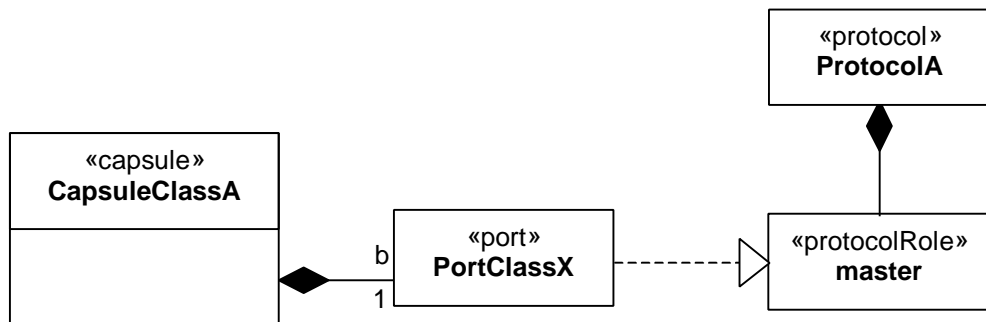 «protocol»
ProtocolA
«capsule»
CapsuleClassA
b
1
«port»
PortClassX
«protocolRole»
master